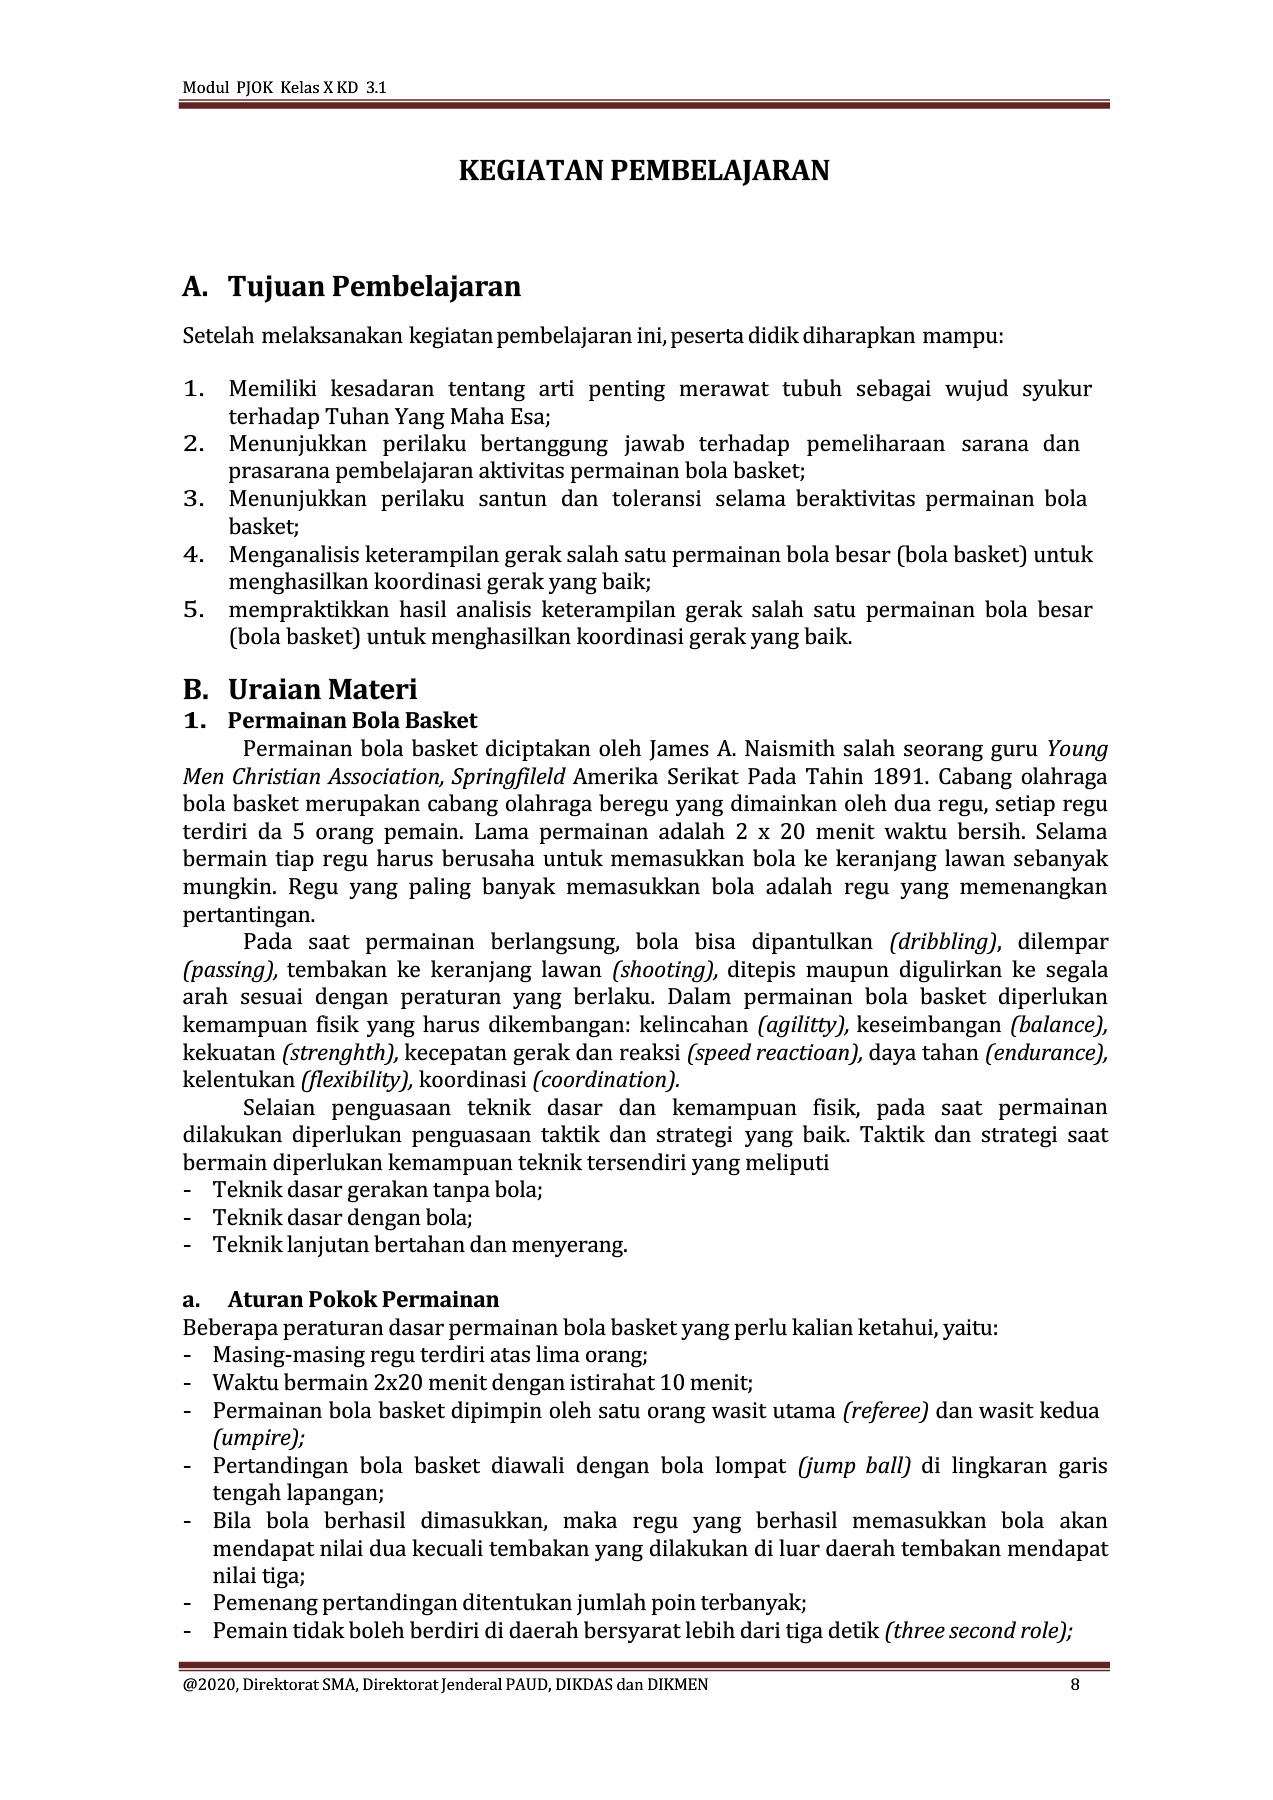 Modul PJOK Kelas X KD 3.1
KEGIATAN PEMBELAJARAN
A. Tujuan Pembelajaran
Setelah melaksanakan kegiatan pembelajaran ini, peserta didik diharapkan mampu:
1. Memiliki kesadaran tentang arti penting merawat tubuh sebagai wujud syukur
terhadap Tuhan Yang Maha Esa;
2. Menunjukkan perilaku bertanggung jawab terhadap pemeliharaan sarana dan
prasarana pembelajaran aktivitas permainan bola basket;
3. Menunjukkan perilaku santun dan toleransi selama beraktivitas permainan bola
basket;
4. Menganalisis keterampilan gerak salah satu permainan bola besar (bola basket) untuk
menghasilkan koordinasi gerak yang baik;
5. mempraktikkan hasil analisis keterampilan gerak salah satu permainan bola besar
(bola basket) untuk menghasilkan koordinasi gerak yang baik.
B. Uraian Materi
1. Permainan Bola Basket
Permainan bola basket diciptakan oleh James A. Naismith salah seorang guru Young
Men Christian Association, Springfileld Amerika Serikat Pada Tahin 1891. Cabang olahraga
bola basket merupakan cabang olahraga beregu yang dimainkan oleh dua regu, setiap regu
terdiri da 5 orang pemain. Lama permainan adalah 2 x 20 menit waktu bersih. Selama
bermain tiap regu harus berusaha untuk memasukkan bola ke keranjang lawan sebanyak
mungkin. Regu yang paling banyak memasukkan bola adalah regu yang memenangkan
pertantingan.
Pada saat permainan berlangsung, bola bisa dipantulkan (dribbling), dilempar
(passing), tembakan ke keranjang lawan (shooting), ditepis maupun digulirkan ke segala
arah sesuai dengan peraturan yang berlaku. Dalam permainan bola basket diperlukan
kemampuan fisik yang harus dikembangan: kelincahan (agilitty), keseimbangan (balance),
kekuatan (strenghth), kecepatan gerak dan reaksi (speed reactioan), daya tahan (endurance),
kelentukan (flexibility), koordinasi (coordination).
Selaian penguasaan teknik dasar dan kemampuan fisik, pada saat permainan
dilakukan diperlukan penguasaan taktik dan strategi yang baik. Taktik dan strategi saat
bermain diperlukan kemampuan teknik tersendiri yang meliputi
- Teknik dasar gerakan tanpa bola;
- Teknik dasar dengan bola;
- Teknik lanjutan bertahan dan menyerang.
a. Aturan Pokok Permainan
Beberapa peraturan dasar permainan bola basket yang perlu kalian ketahui, yaitu:
- Masing-masing regu terdiri atas lima orang;
- Waktu bermain 2x20 menit dengan istirahat 10 menit;
- Permainan bola basket dipimpin oleh satu orang wasit utama (referee) dan wasit kedua
(umpire);
- Pertandingan bola basket diawali dengan bola lompat (jump ball) di lingkaran garis
tengah lapangan;
- Bila bola berhasil dimasukkan, maka regu yang berhasil memasukkan bola akan
mendapat nilai dua kecuali tembakan yang dilakukan di luar daerah tembakan mendapat
nilai tiga;
- Pemenang pertandingan ditentukan jumlah poin terbanyak;
- Pemain tidak boleh berdiri di daerah bersyarat lebih dari tiga detik (three second role);
@2020, Direktorat SMA, Direktorat Jenderal PAUD, DIKDAS dan DIKMEN 8